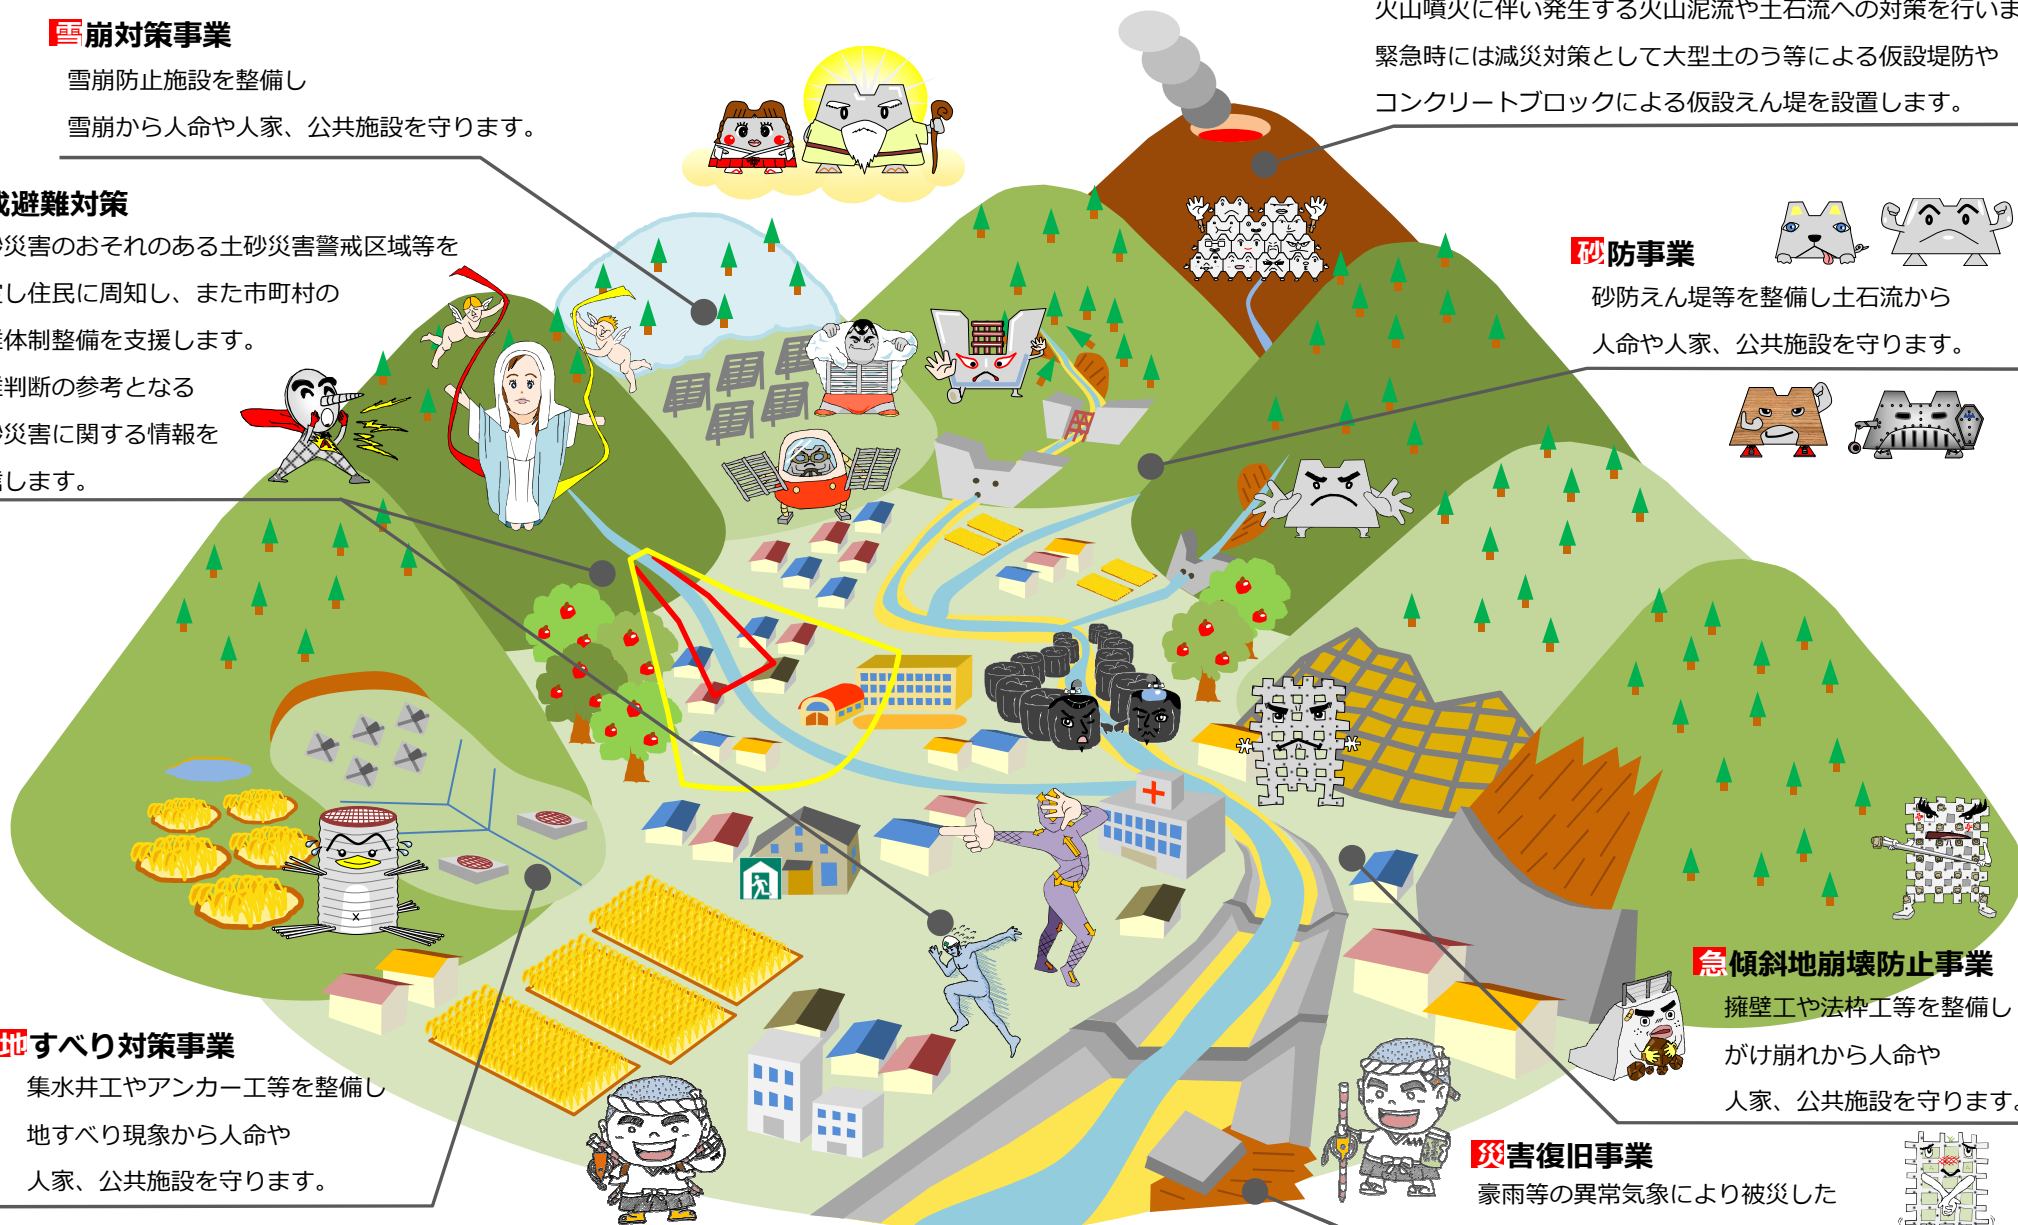 雪崩対策事業
雪崩防止施設を整備し
雪崩から人命や人家、公共施設を守ります。
火山噴火に伴い発生する火山泥流や土石流への対策を行いま
緊急時には減災対策として大型土のう等による仮設堤防や
コンクリートブロックによる仮設えん堤を設置します。
戒避難対策
災害のおそれのある土砂災害警戒区域等を
し住民に周知し、また市町村の
体制整備を支援します。
判断の参考となる
災害に関する情報を
します。
砂防事業
砂防えん堤等を整備し土石流から
人命や人家、公共施設を守ります。
急傾斜地崩壊防止事業
擁壁工や法枠工等を整備し
がけ崩れから人命や
人家、公共施設を守ります。
地すべり対策事業
集水井工やアンカー工等を整備し
地すべり現象から人命や
人家、公共施設を守ります。
災害復旧事業
豪雨等の異常気象により被災した